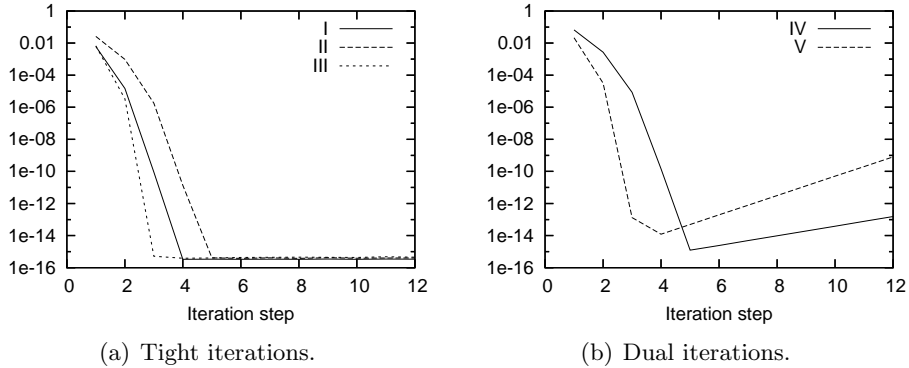 1
0.01
1e-04
1e-06
1e-08
1e-10
1e-12
1e-14
1e-16
0 2 4 6 8 10 12
Iteration step
I
II
III
(a) Tight iterations.
1
0.01
1e-04
1e-06
1e-08
1e-10
1e-12
1e-14
1e-16
0 2 4 6 8 10 12
Iteration step
IV
V
(b) Dual iterations.